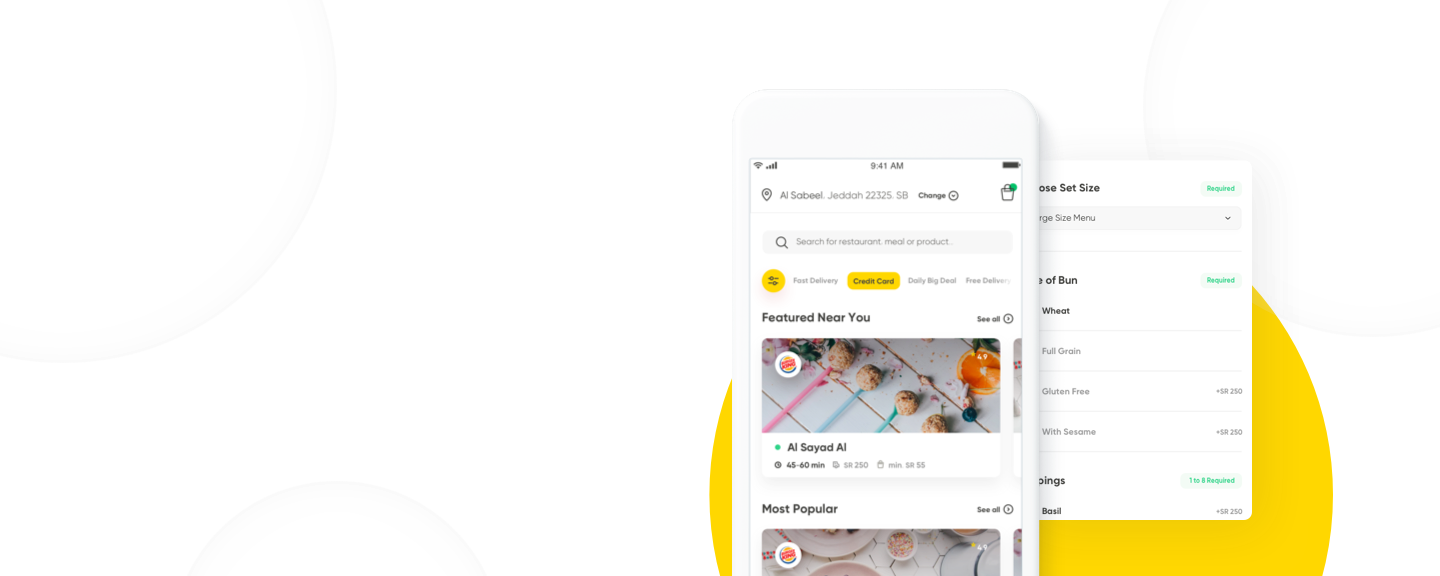 9:41 AM
Al Sabeel. Jeddah 22325. SB
Change
Search for restaurant. meal or product..
Fast Delivery
Credit Card
Daily Big Deal
Free Delivery
Featured Near You
See all
BURGER KING
4.9
Al Sayad Al
45-60 min
SR 250
min. SR 55
Most Popular
See all
BURGER KING
4.9
ose Set Size
Required
rge Size Menu
e of Bun
Required
Wheat
Full Grain
Gluten Free
+SR 250
With Sesame
+SR 250
pings
1 to 8 Required
Basil
+SR 250